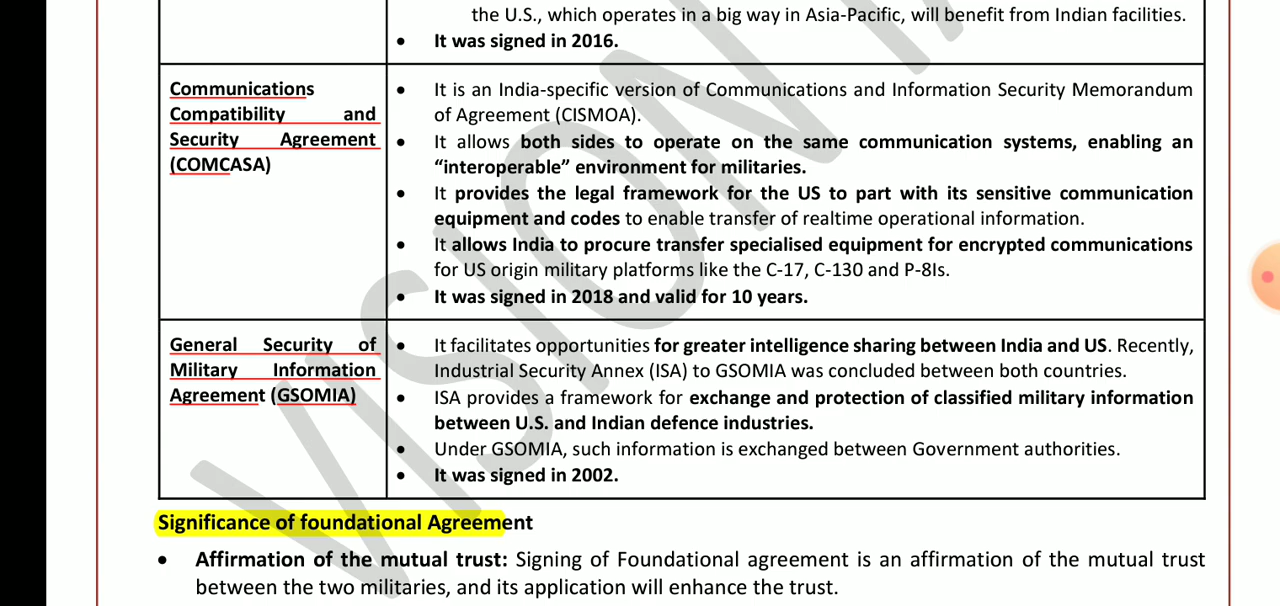 the U.S., which operates in a big way in Asia-Pacific, will benefit from Indian facilities.
• It was signed in 2016.
Communications
Compatibility and
Security Agreement
(COMCASA)
• It is an India-specific version of Communications and Information Security Memorandum
of Agreement (CISMOA).
• It allows both sides to operate on the same communication systems, enabling an
“interoperable” environment for militaries.
• It provides the legal framework for the US to part with its sensitive communication
equipment and codes to enable transfer of realtime operational information.
• It allows India to procure transfer specialised equipment for encrypted communications
for US origin military platforms like the C-17, C-130 and P-8Is.
• It was signed in 2018 and valid for 10 years.
General Security of
Military Information
Agreement (GSOMIA)
• It facilitates opportunities for greater intelligence sharing between India and US. Recently,
Industrial Security Annex (ISA) to GSOMIA was concluded between both countries.
• ISA provides a framework for exchange and protection of classified military information
between U.S. and Indian defence industries.
• Under GSOMIA, such information is exchanged between Government authorities.
• It was signed in 2002.
Significance of foundational Agreement
• Affirmation of the mutual trust: Signing of Foundational agreement is an affirmation of the mutual trust
between the two militaries, and its application will enhance the trust.
VISION